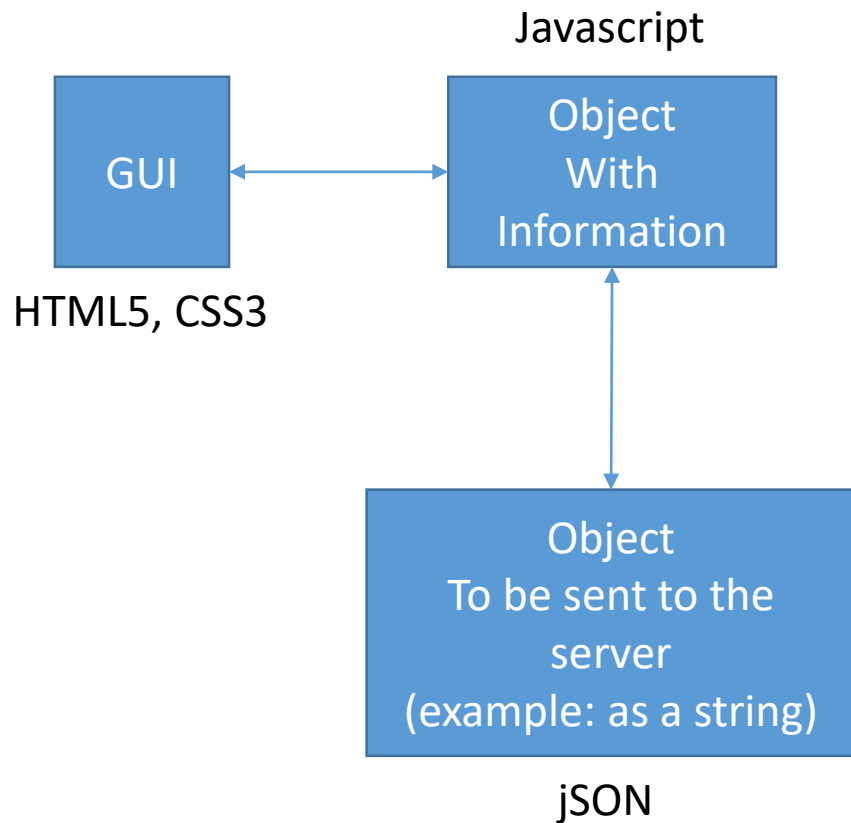 Javascript
GUI
Object
With
Information
HTML5, CSS3
Object
To be sent to the
server
(example: as a string)
jSON